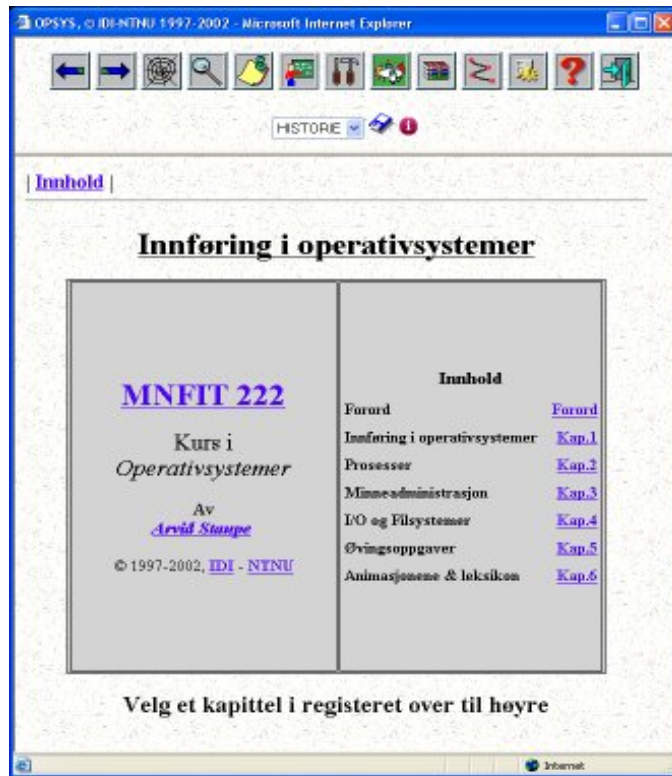 OPSYS, © IDI-NTNU 1997-2002 - Microsoft Internet Explorer
HISTORIE
| Innhold |
Innføring i operativsystemer
MNFIT 222
Kurs i
Operativsystemer
Av
Arvid Staupe
© 1997-2002, IDI - NTNU
Innhold
Forord Forord
Innføring i operativsystemer Kap.1
Prosesser Kap.2
Minneadministrasjon Kap.3
I/O og Filsystemer Kap.4
Øvingsoppgaver Kap.5
Animasjonene & leksikon Kap.6
Velg et kapittel i registeret over til høyre
Internet